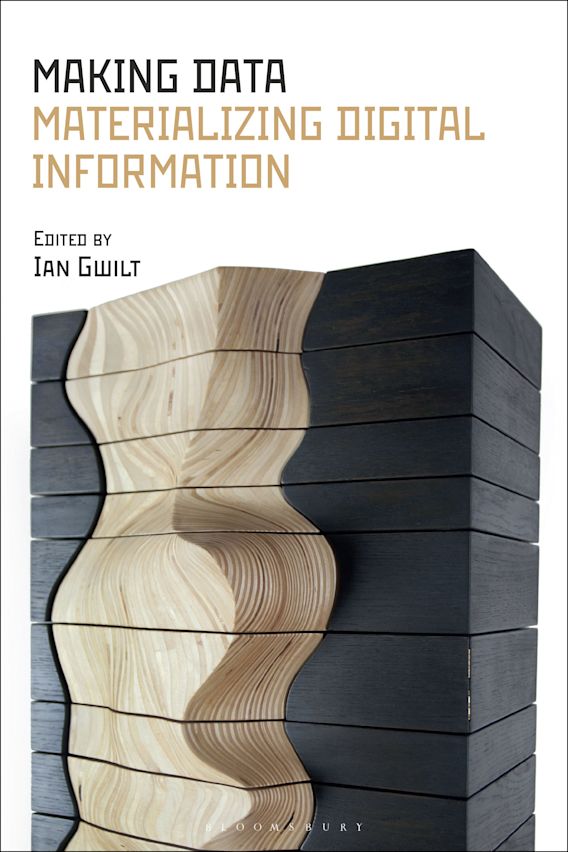 MAKING DATA
MATERIALIZING DIGITAL
INFORMATION
EDITED BY
IAN GWILT
BLOOMSBURY